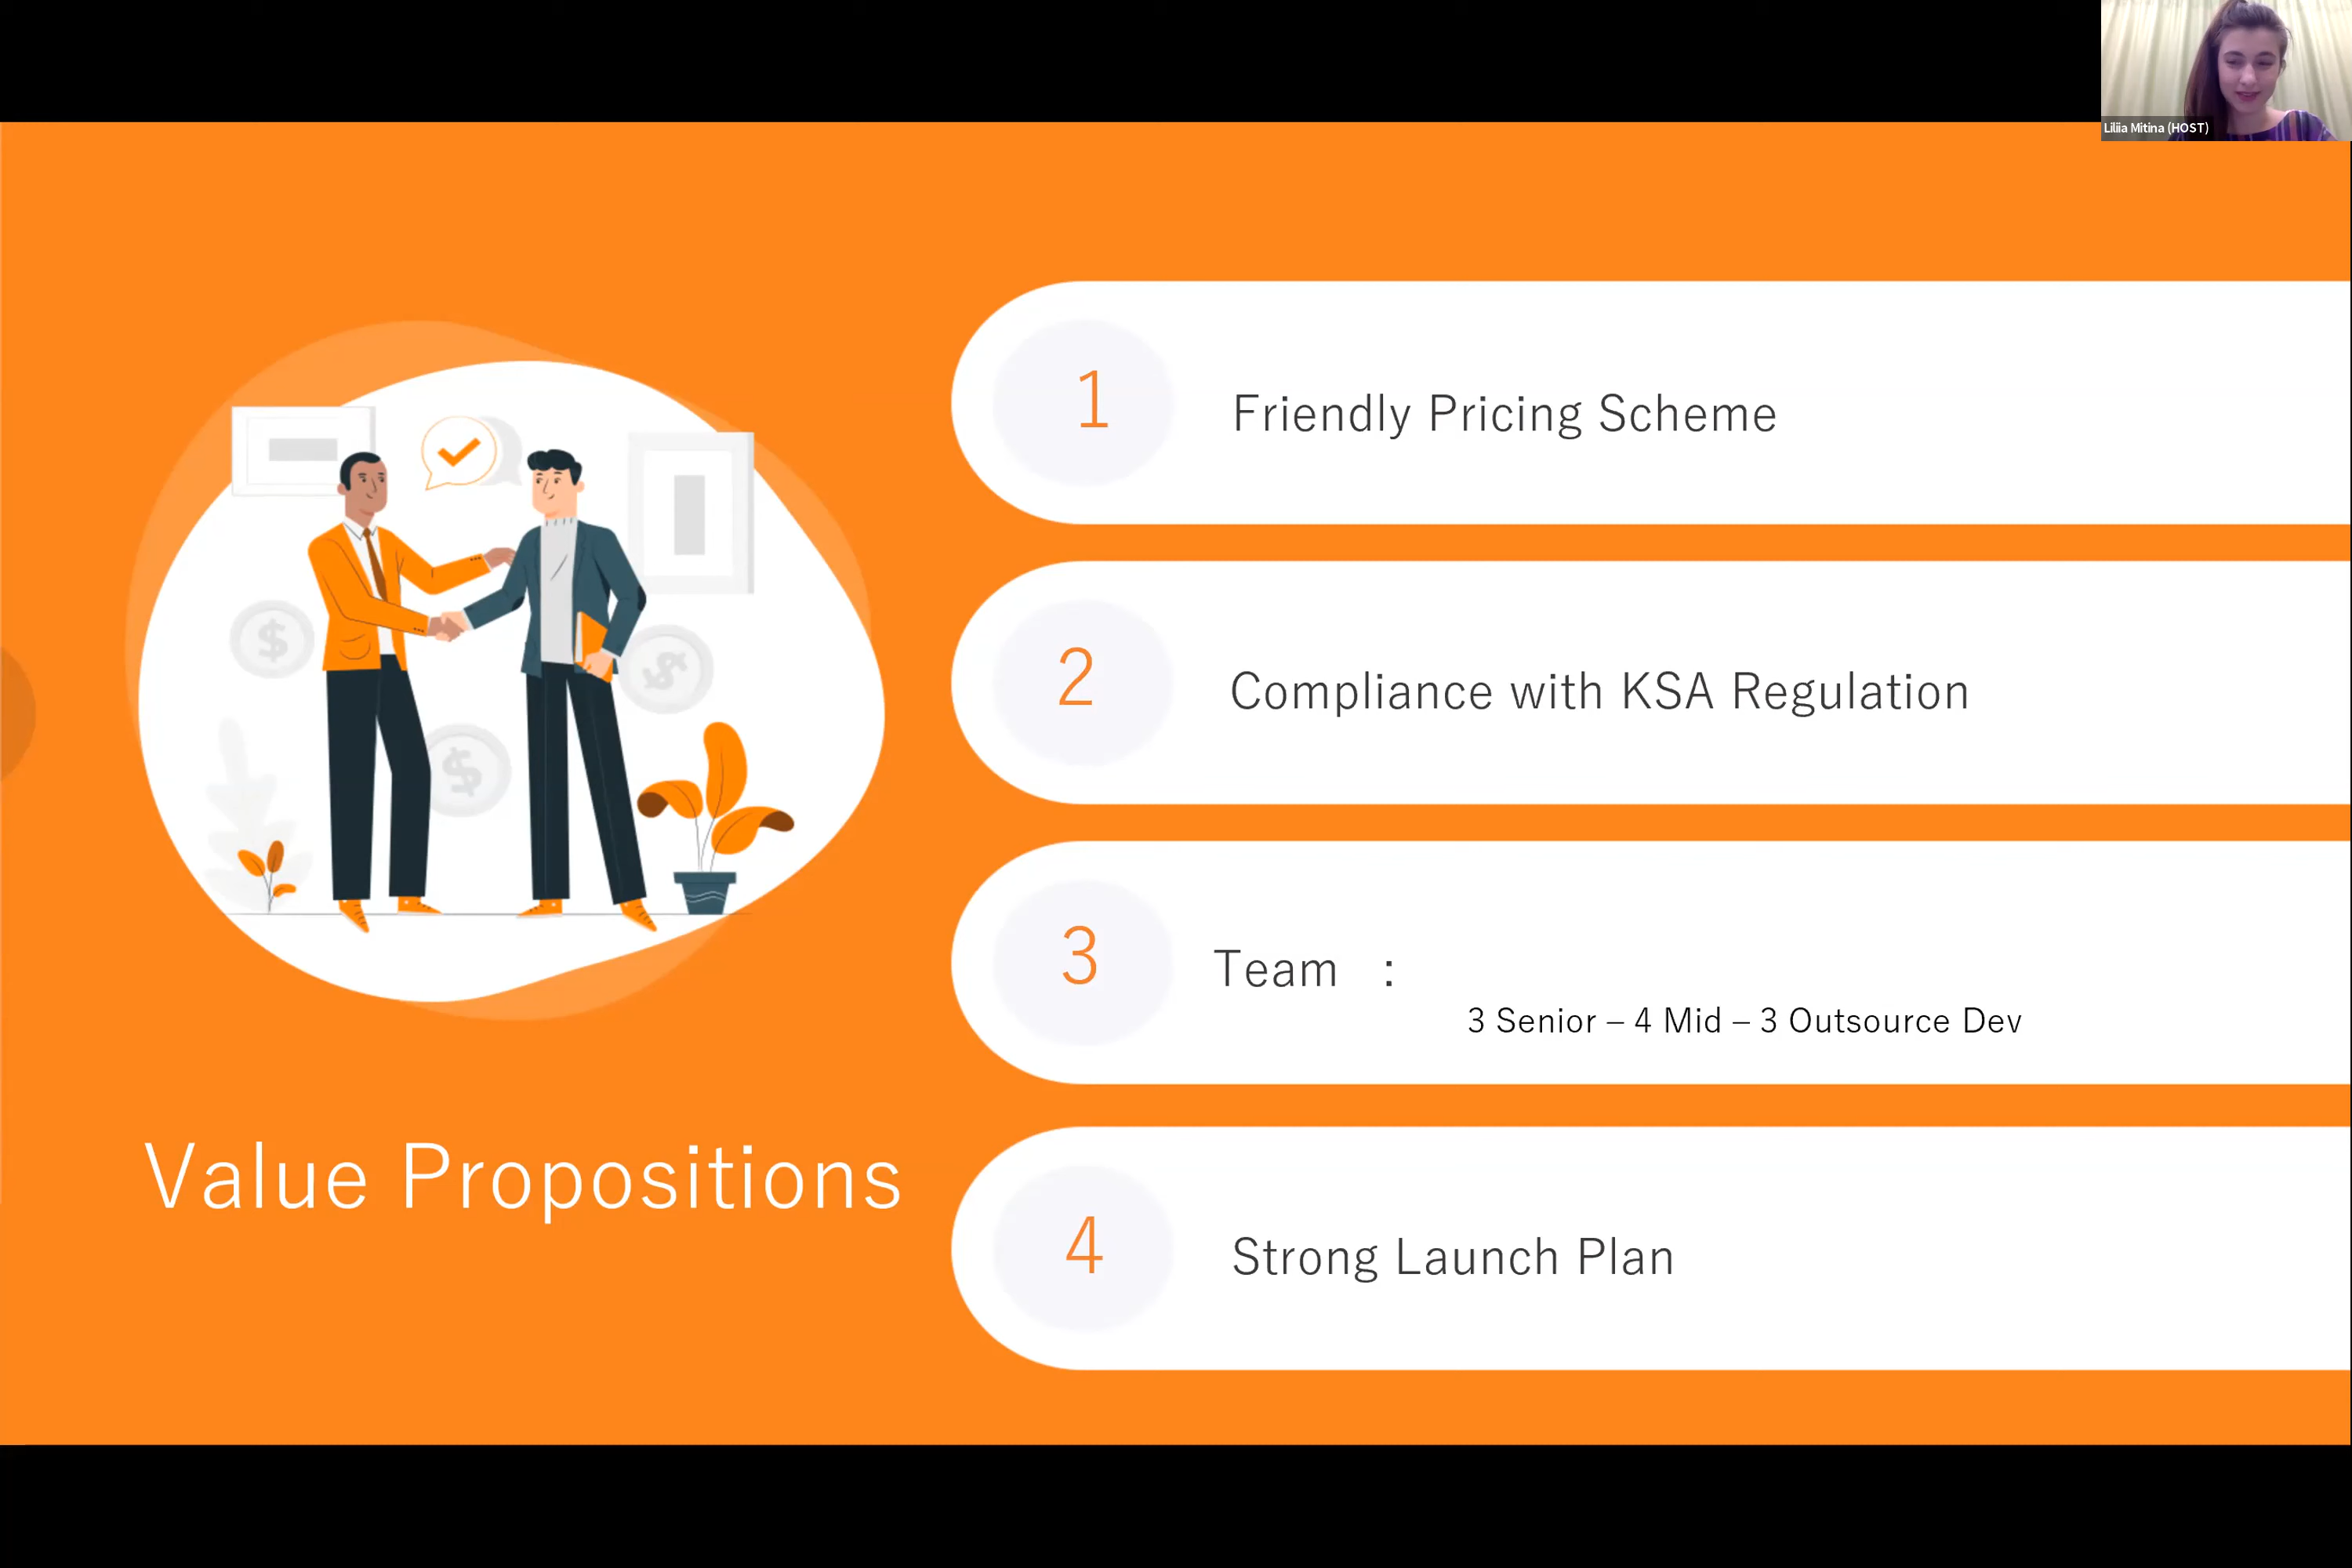 Liliia Mitina (HOST)
1
Friendly Pricing Scheme
2
Compliance with KSA Regulation
3
Team :
3 Senior – 4 Mid – 3 Outsource Dev
Value Propositions
4
Strong Launch Plan
$
$
$